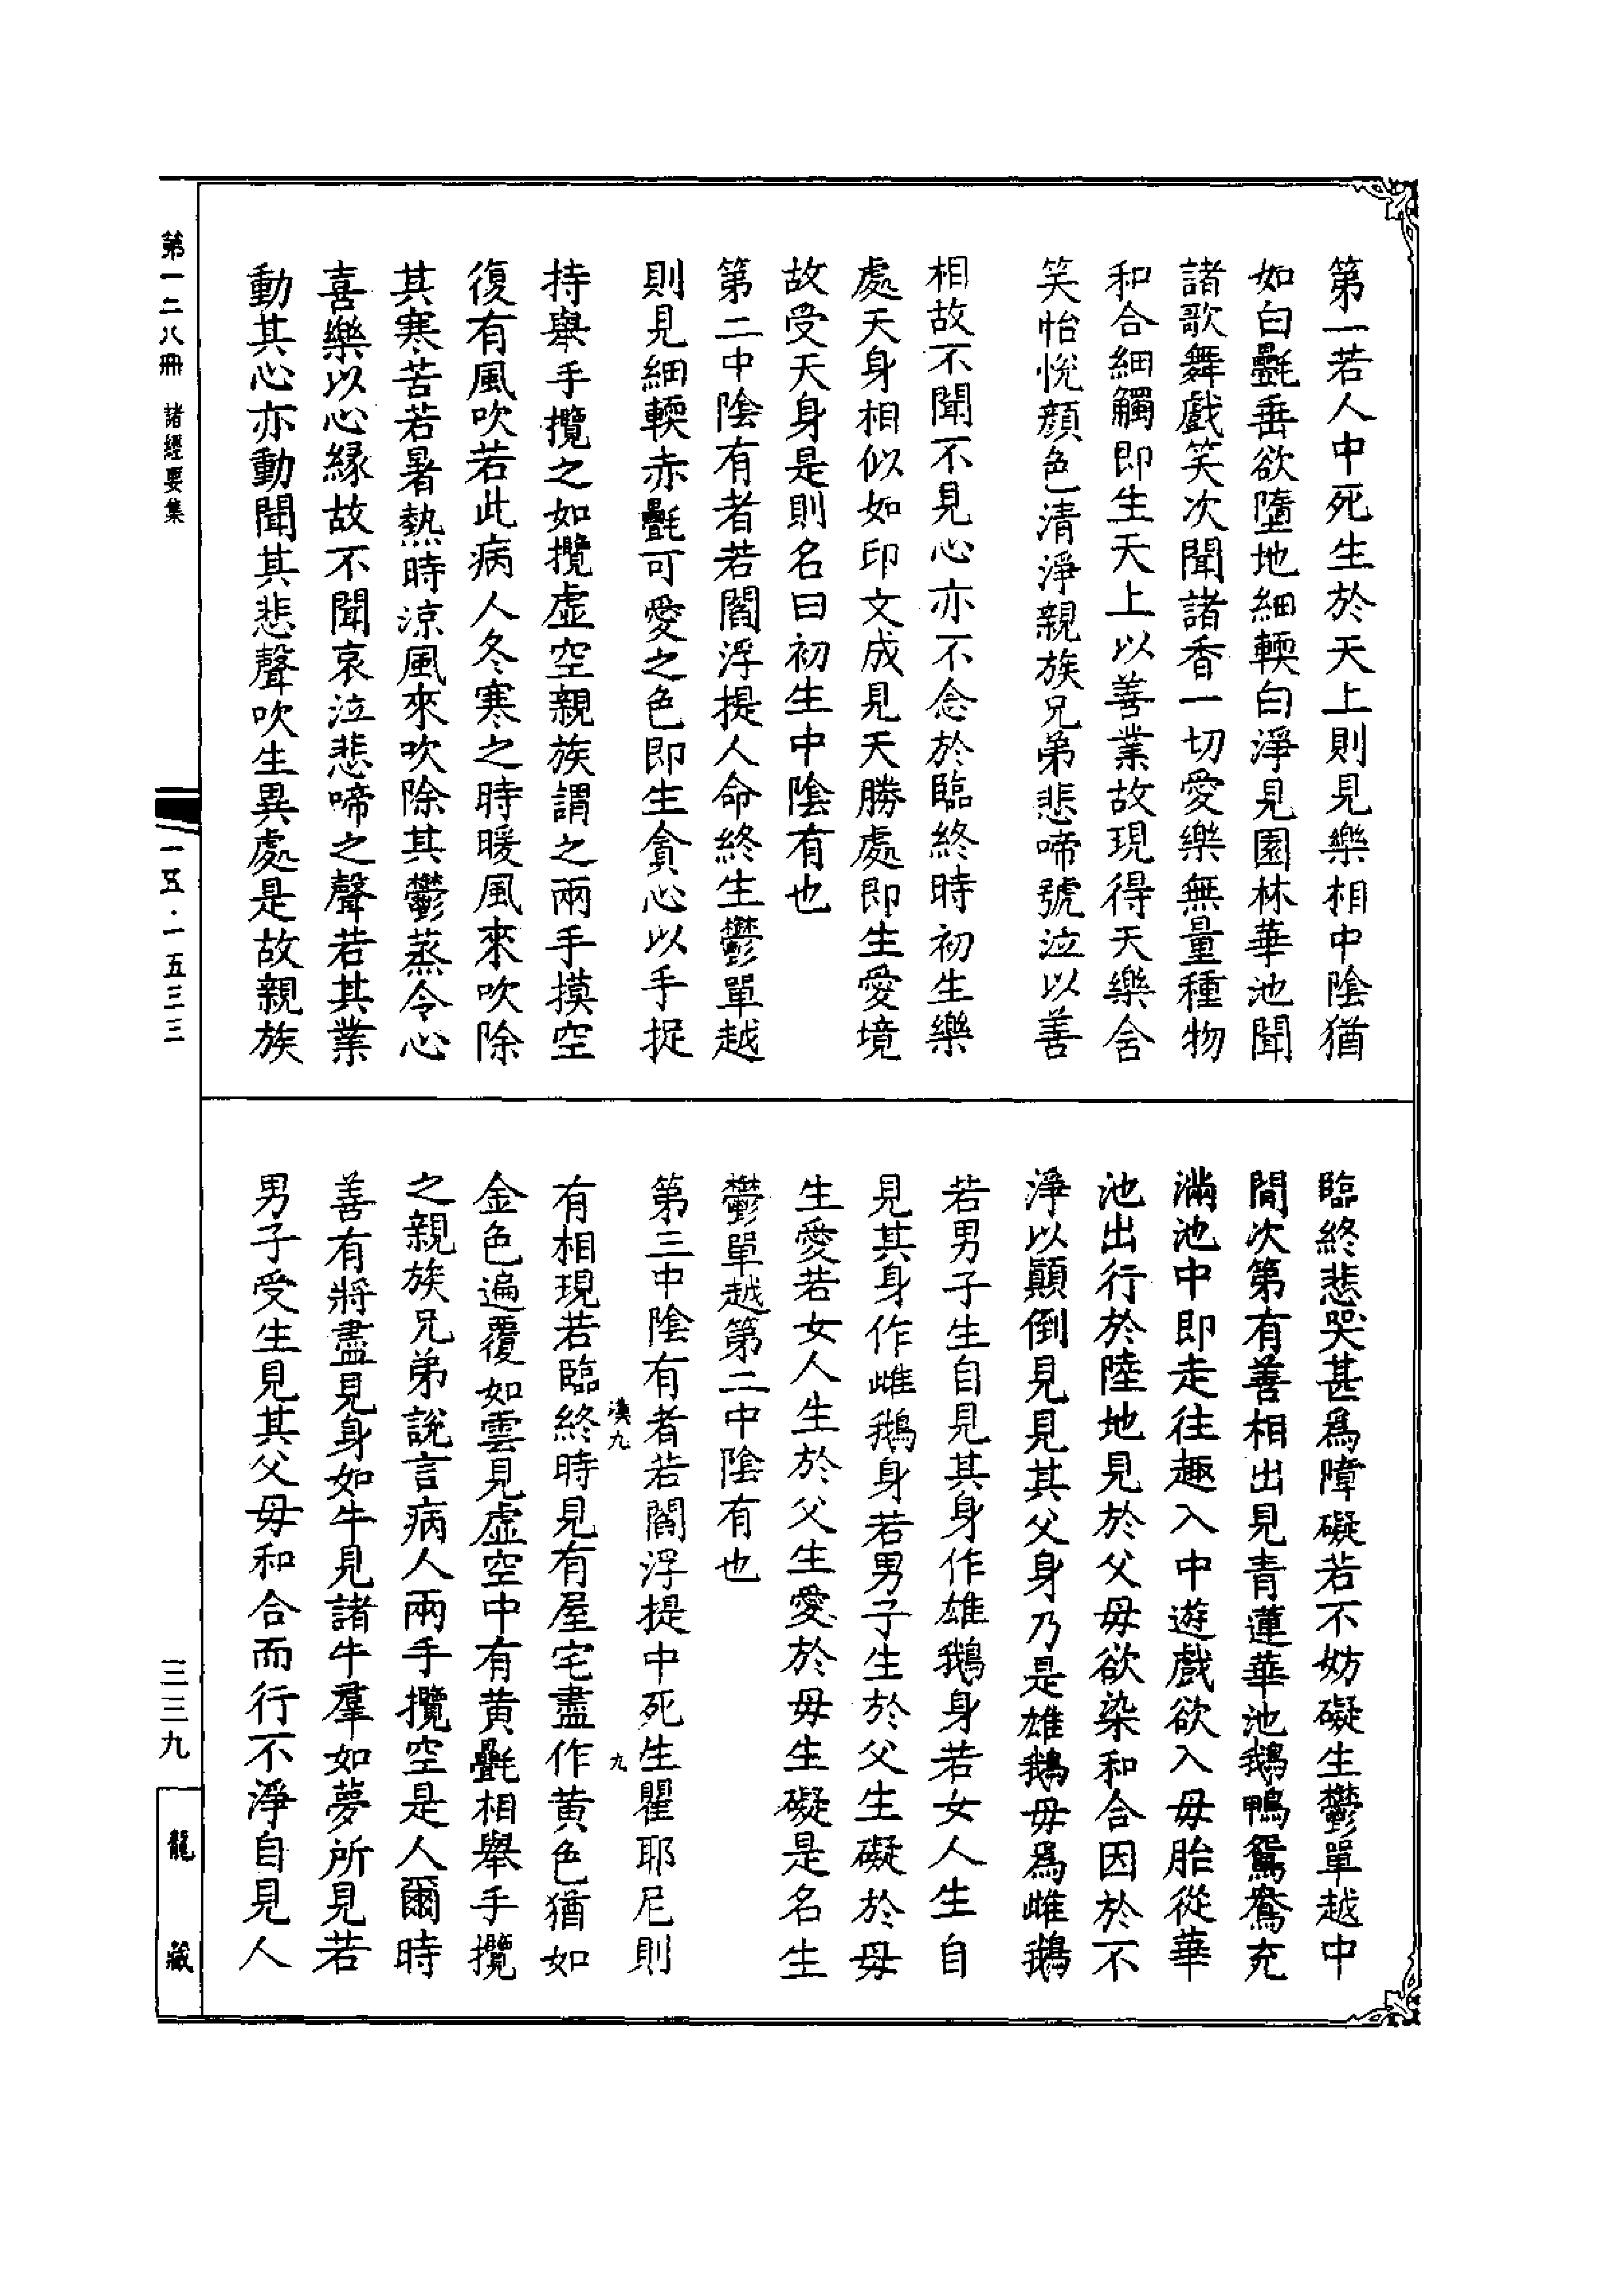 第一若人中死生於天上則見樂相中陰猶
如白㲲垂欲墮地細輭白淨見園林華池聞
諸歌舞戲笑次聞諸香一切愛樂無量種物
和合細觸即生天上以善業故現得天樂含
笑怡悅顏色清淨親族兄弟悲啼號泣以善
相故不聞不見心亦不念於臨終時初生樂
處天身相似如印文成見天勝處即生愛境
故受天身是則名曰初生中陰有也
第二中陰有者若閻浮提人命終生鬱單越
則見細輭赤㲲可愛之色即生貪心以手捉
持舉手攬之如攬虛空親族謂之兩手摸空
復有風吹若此病人冬寒之時暖風來吹除
其寒苦若暑熱時涼風來吹除其鬱蒸令心
喜樂以心緣故不聞哀泣悲啼之聲若其業
動其心亦動聞其悲聲吹生異處是故親族
臨終悲哭甚爲障礙若不妨礙生鬱單越中
間次第有善相出見青蓮華池鵝鴨鴛鴦充
滿池中即走往趣入中遊戲欲入母胎從華
池出行於陸地見於父母欲染和合因於不
淨以顛倒見見其父身乃是雄鵝母爲雌鵝
若男子生自見其身作雄鵝身若女人生自
見其身作雌鵝身若男子生於父生礙於母
生愛若女人生於父生愛於母生礙是名生
鬱單越第二中陰有也
第三中陰有者若閻浮提中死生瞿耶尼則
漢九 九
有相現若臨終時見有屋宅盡作黃色猶如
金色遍覆如雲見虛空中有黃㲲相舉手攬
之親族兄弟說言病人兩手攬空是人爾時
善有將盡見身如牛見諸牛羣如夢所見若
男子受生見其父母和合而行不淨自見人
第一二八冊 諸經要集
一五·一五三三
三三九
龍藏